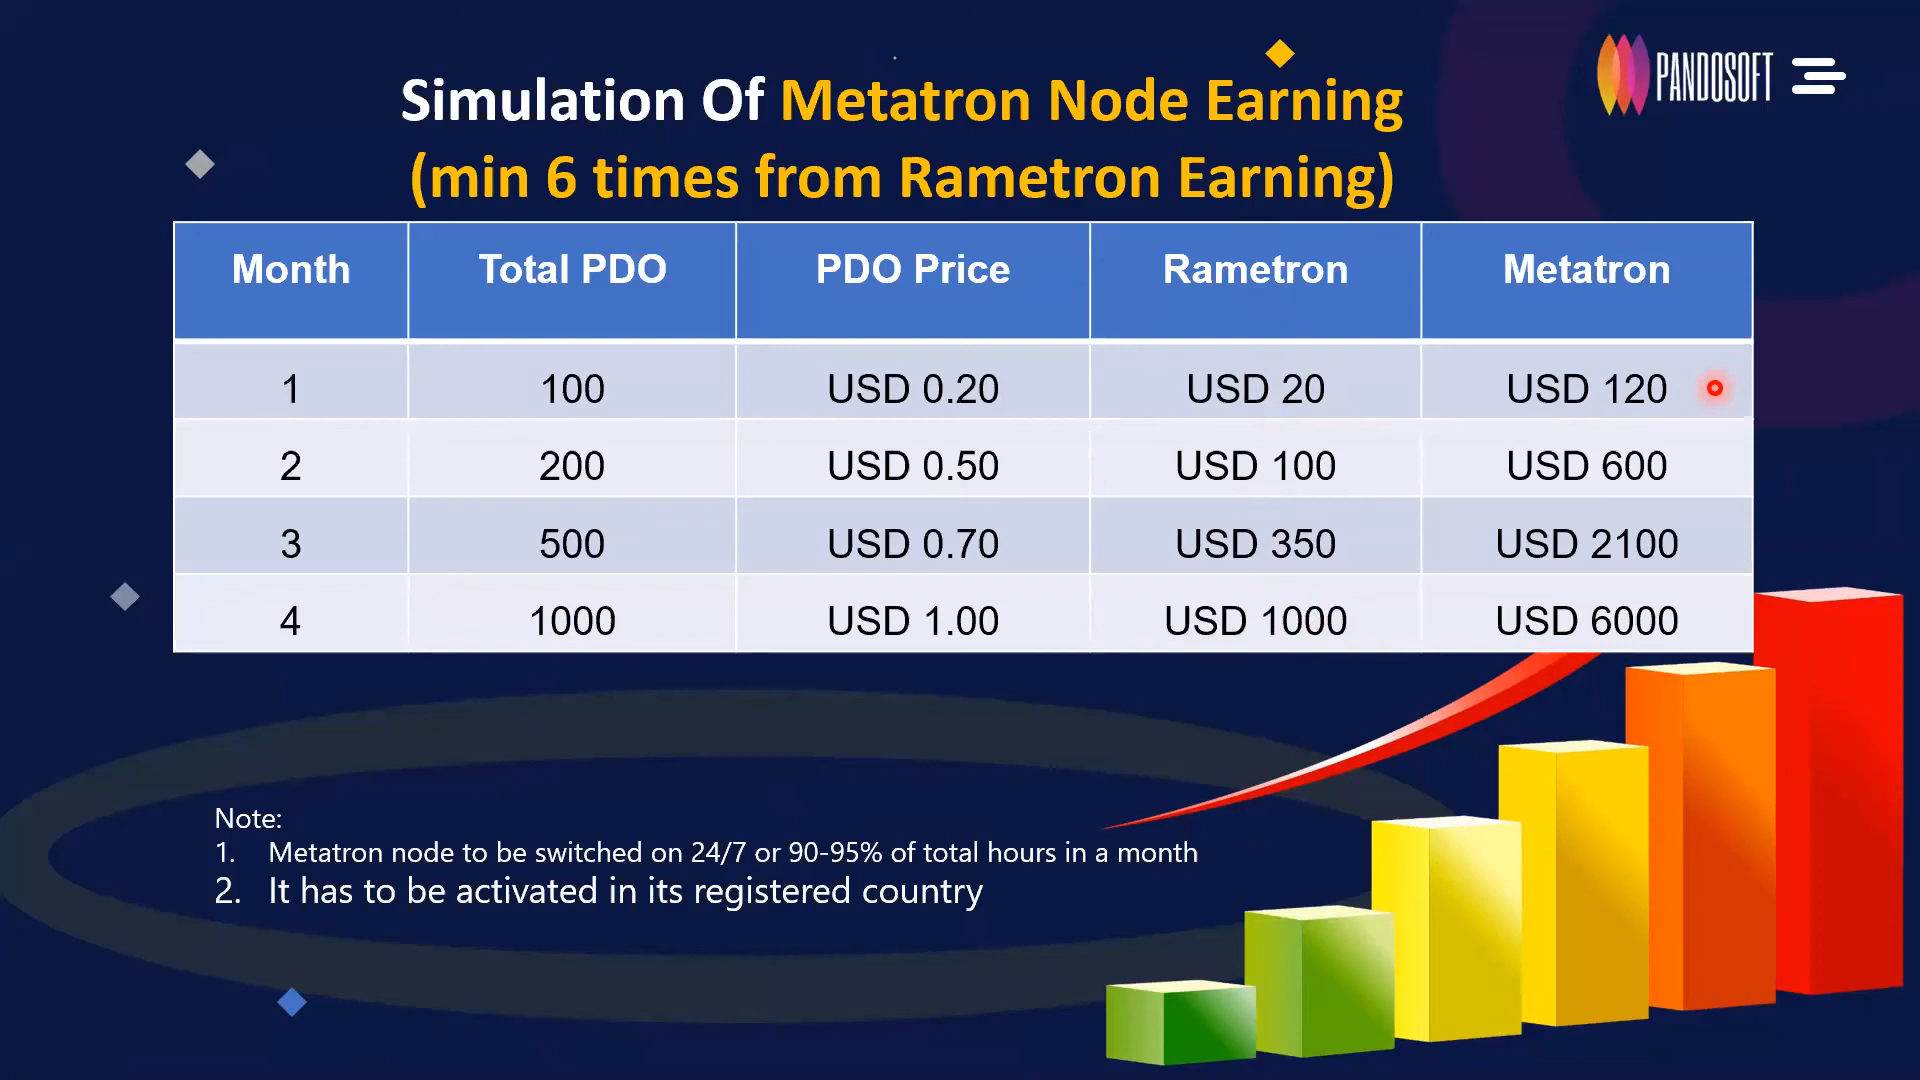 Simulation Of Metatron Node Earning
(min 6 times from Rametron Earning)
PANDOSOFT
Month Total PDO PDO Price Rametron Metatron
1 100 USD 0.20 USD 20 USD 120
2 200 USD 0.50 USD 100 USD 600
3 500 USD 0.70 USD 350 USD 2100
4 1000 USD 1.00 USD 1000 USD 6000
Note:
1. Metatron node to be switched on 24/7 or 90-95% of total hours in a month
2. It has to be activated in its registered country